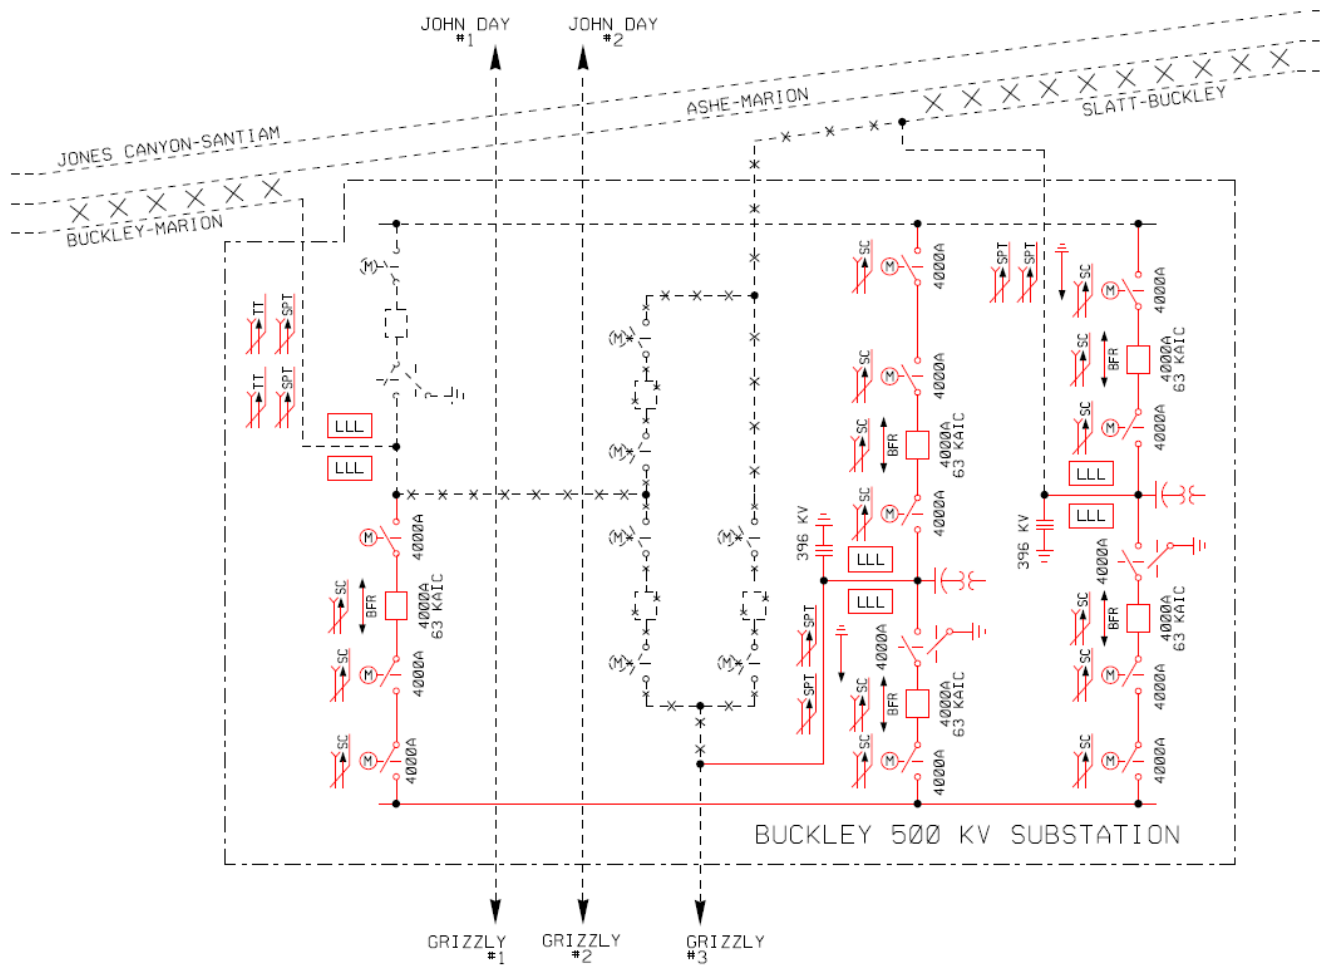 JOHN DAY
#1
JOHN DAY
#2
ASHE-MARION
SLATT-BUCKLEY
JONES CANYON-SANTIAM
BUCKLEY-MARION
(M)
TT
SPT
TT
SPT
LLL
LLL
M
4000A
SC
BFR
4000A
63 KAIC
SC
M
4000A
SC
M
4000A
(M)
(M)
(M)
(M)
(M)
(M)
SC
M
4000A
SC
M
4000A
SC
BFR
4000A
63 KAIC
SC
M
4000A
396 KV
LLL
LLL
SPT
SPT
4000A
SC
BFR
4000A
63 KAIC
SC
M
4000A
SPT
SPT
SC
M
4000A
SC
BFR
4000A
63 KAIC
SC
M
4000A
LLL
LLL
396 KV
4000A
SC
BFR
4000A
63 KAIC
SC
M
4000A
SC
M
4000A
BUCKLEY 500 KV SUBSTATION
GRIZZLY
#1
GRIZZLY
#2
GRIZZLY
#3